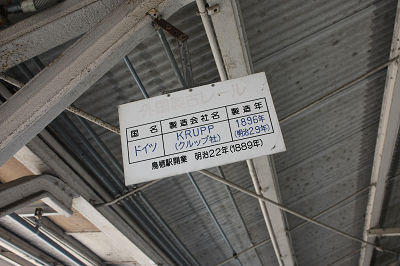 国名 製造会社名 製造年
ドイツ KRUPP 1896年
(クルップ社) (明治29年)
鳥栖駅開業 明治22年(1889年)